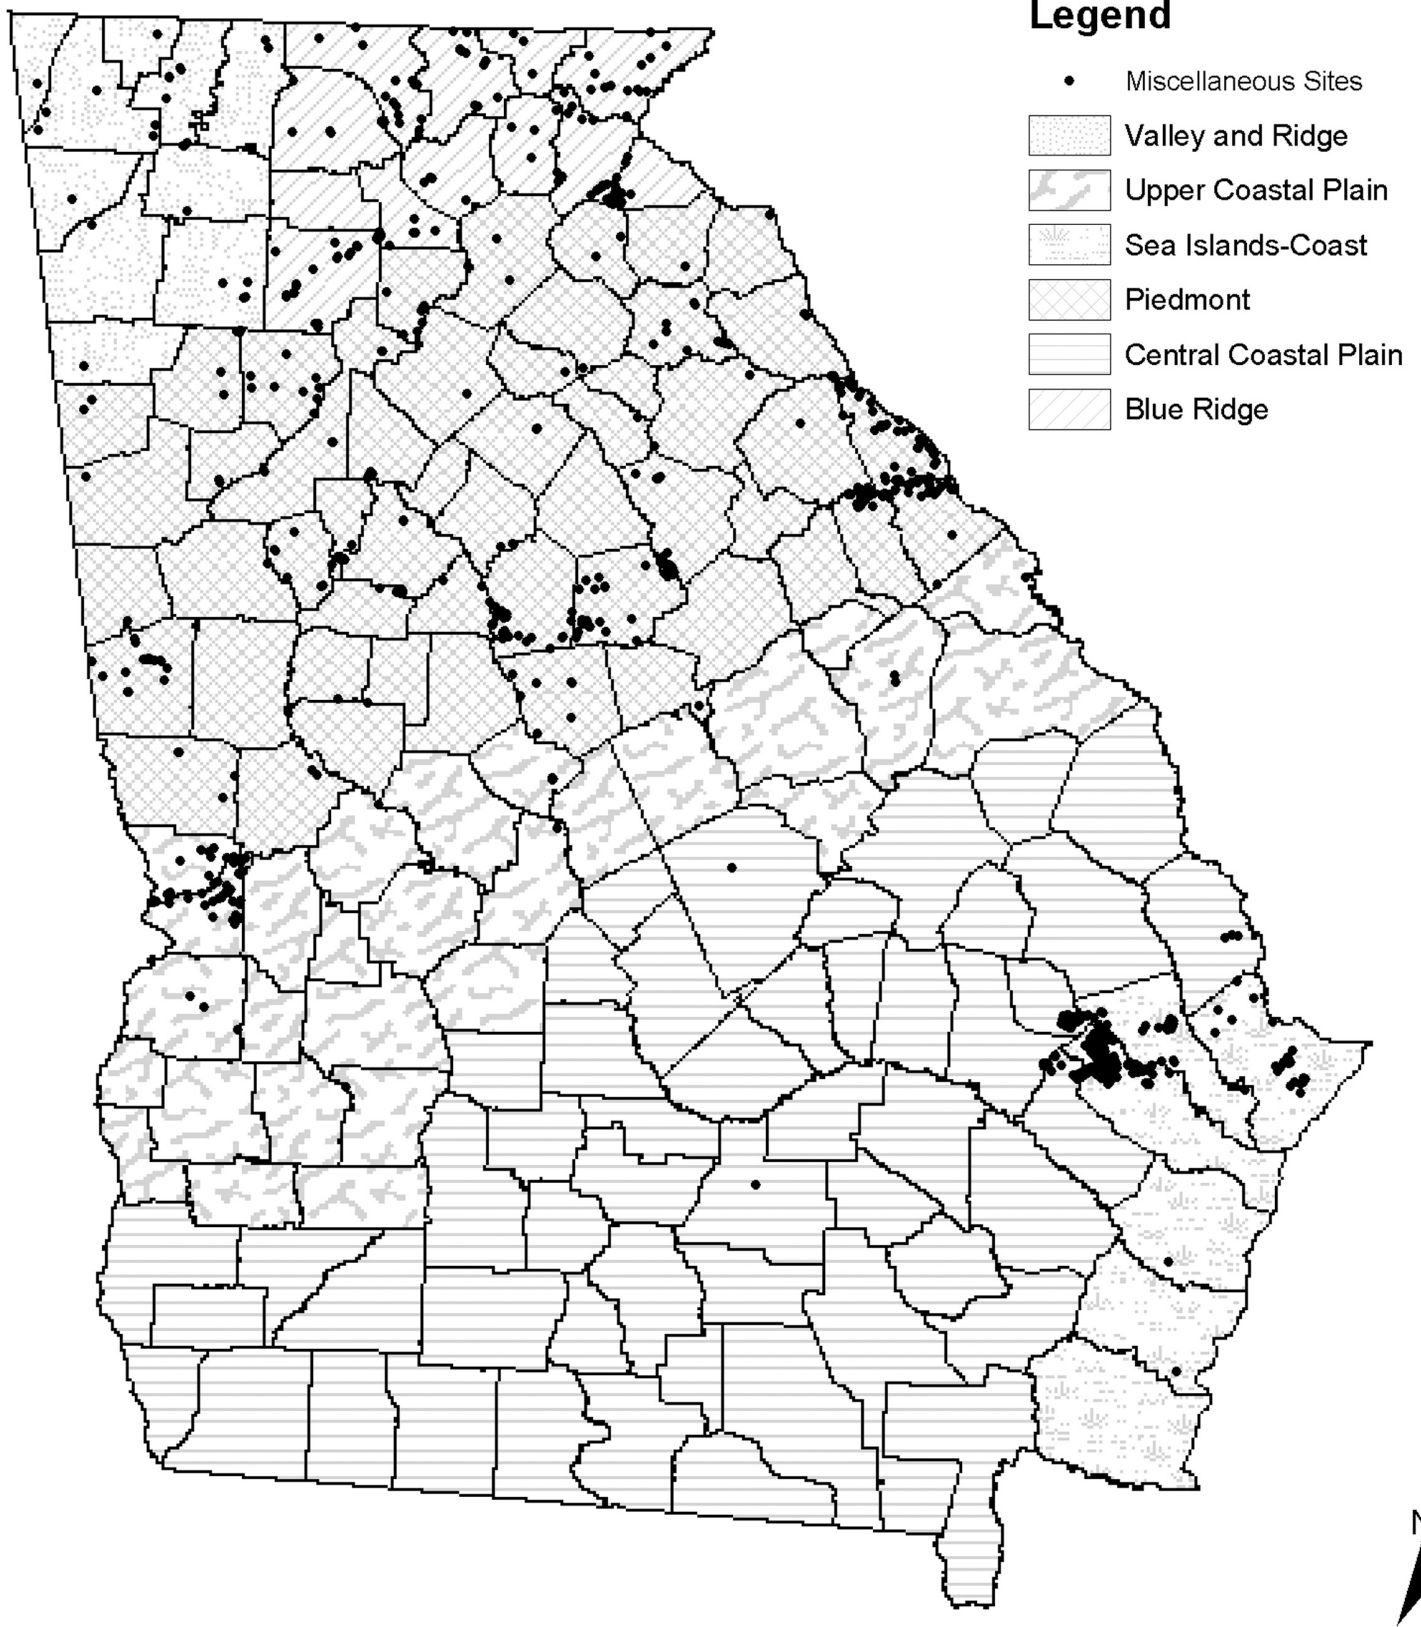 Legend
Miscellaneous Sites
Valley and Ridge
Upper Coastal Plain
Sea Islands-Coast
Piedmont
Central Coastal Plain
Blue Ridge
N